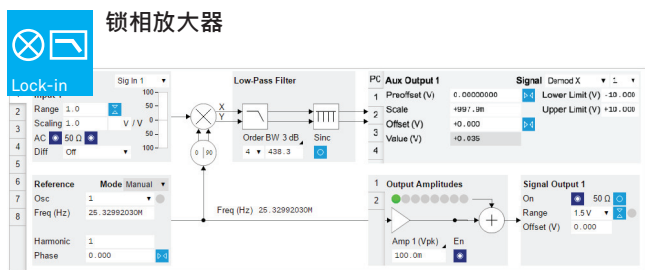 锁相放大器
Lock-in
Sig In 1
Low-Pass Filter
PC
Aux Output 1
Signal Demod X 1
Range 1.0
Scaling 1.0 V / V
AC 50 Ω
Diff Off
100
50
0
50
100
X
Y
Order BW 3 dB Sinc
4 438.3
0 90
1 Preoffset (V) 0.00000000 Lower Limit (V) -10.000
2 Scale +997.9m Upper Limit (V) +10.000
3 Offset (V) +0.000
4 Value (V) +0.035
2
3
4
5
6
7
8
Reference Mode Manual
Osc 1
Freq (Hz) 25.32992030M
Harmonic 1
Phase 0.000
Freq (Hz) 25.32992030M
1 Output Amplitudes
2
Amp 1 (Vpk) En
100.0m
Signal Output 1
On 50 Ω
Range 1.5 V
Offset (V) 0.000